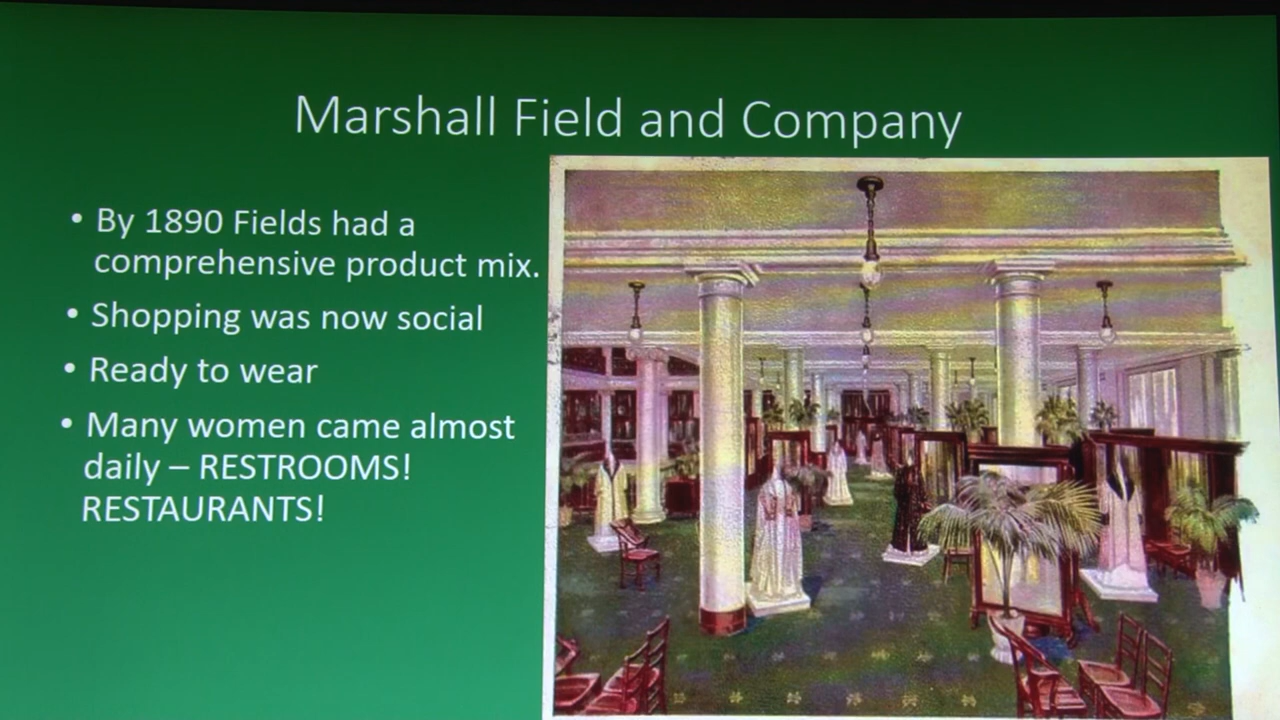 Marshall Field and Company
• By 1890 Fields had a
comprehensive product mix.
• Shopping was now social
• Ready to wear
• Many women came almost
daily – RESTROOMS!
RESTAURANTS!